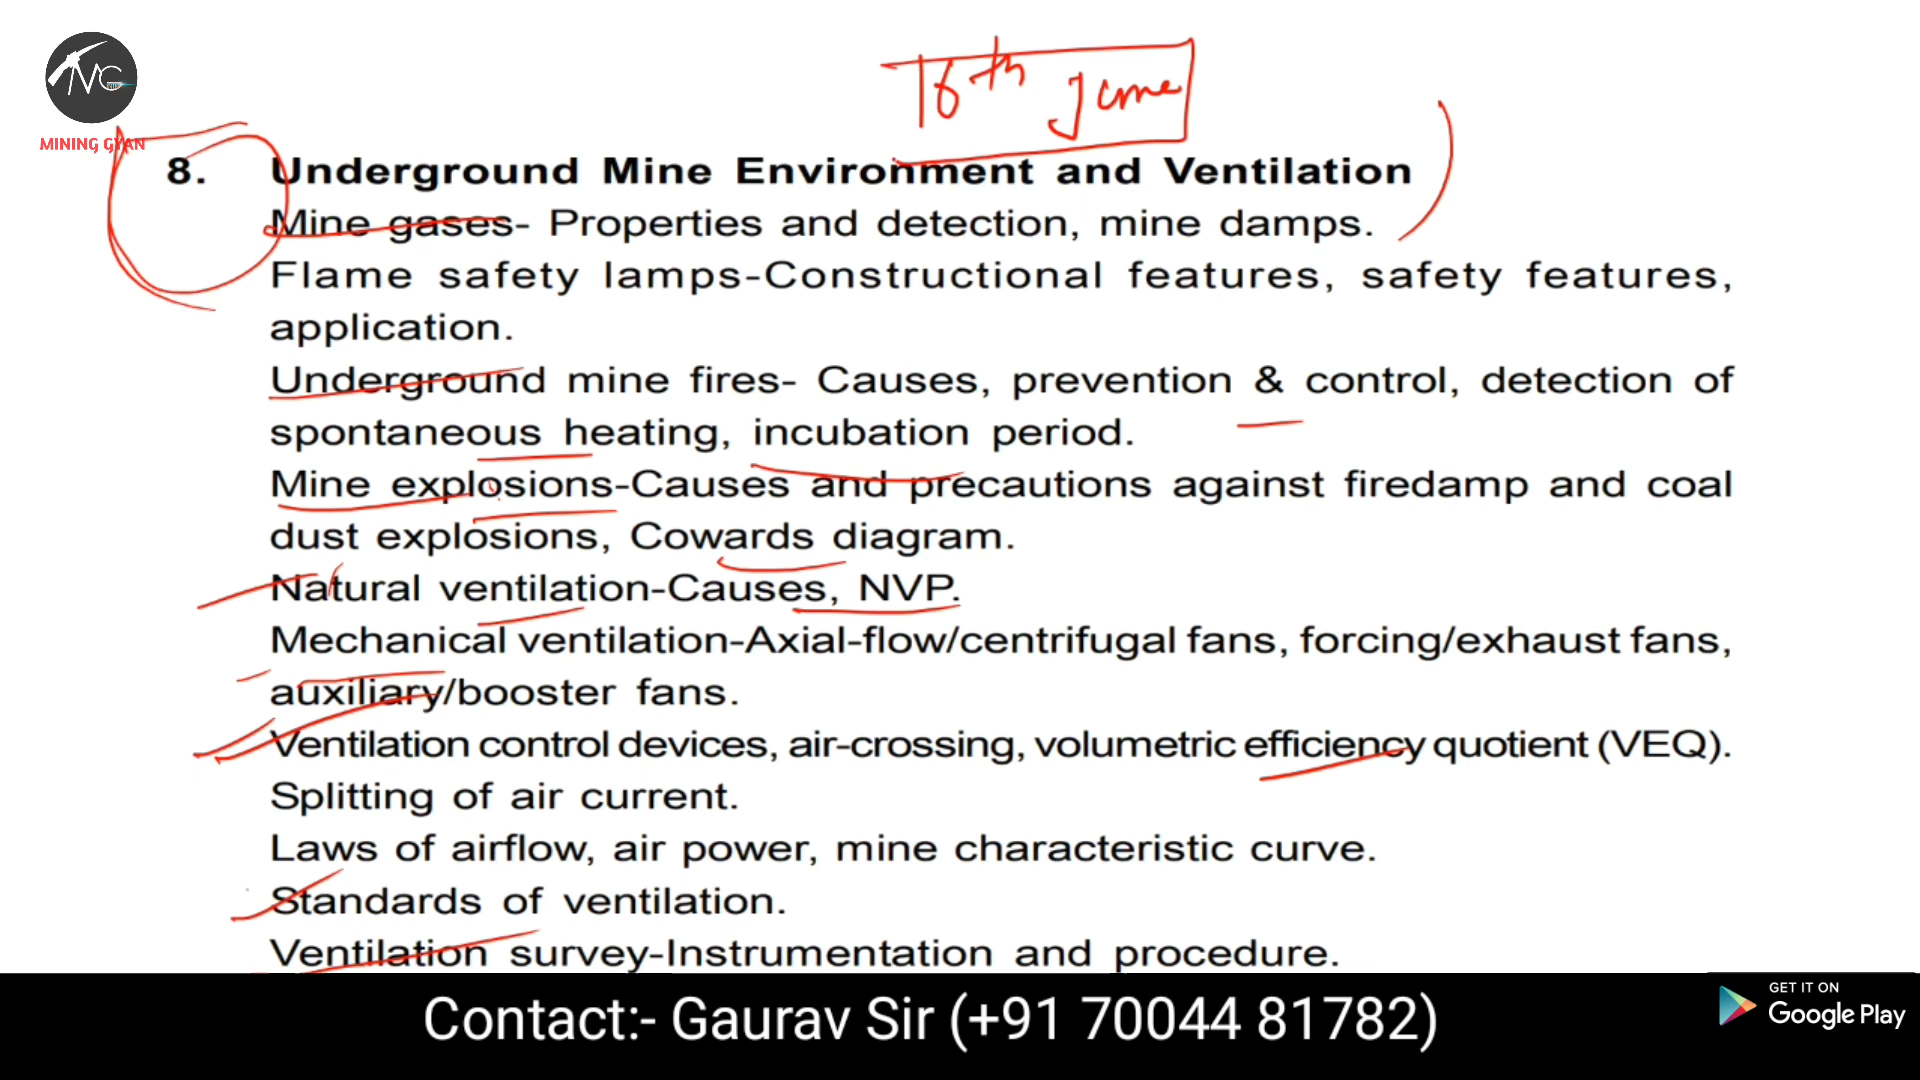 16th June
MINING GYAN
8. Underground Mine Environment and Ventilation
Mine gases- Properties and detection, mine damps.
Flame safety lamps-Constructional features, safety features,
application.
Underground mine fires- Causes, prevention & control, detection of
spontaneous heating, incubation period.
Mine explosions-Causes and precautions against firedamp and coal
dust explosions, Cowards diagram.
Natural ventilation-Causes, NVP.
Mechanical ventilation-Axial-flow/centrifugal fans, forcing/exhaust fans,
auxiliary/booster fans.
Ventilation control devices, air-crossing, volumetric efficiency quotient (VEQ).
Splitting of air current.
Laws of airflow, air power, mine characteristic curve.
Standards of ventilation.
Ventilation survey-Instrumentation and procedure.
Contact:- Gaurav Sir (+91 70044 81782)
GET IT ON
Google Play